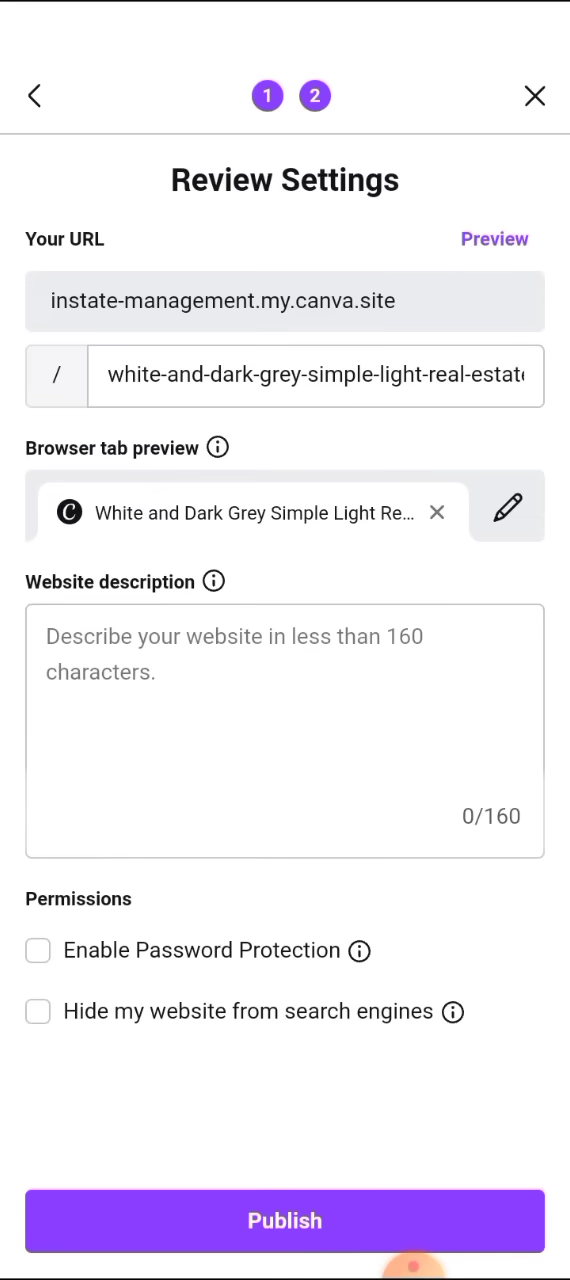 1 2
Review Settings
Your URL Preview
instate-management.my.canva.site
/ white-and-dark-grey-simple-light-real-estate
Browser tab preview
C White and Dark Grey Simple Light Re...
Website description
Describe your website in less than 160
characters.
0/160
Permissions
Enable Password Protection
Hide my website from search engines
Publish